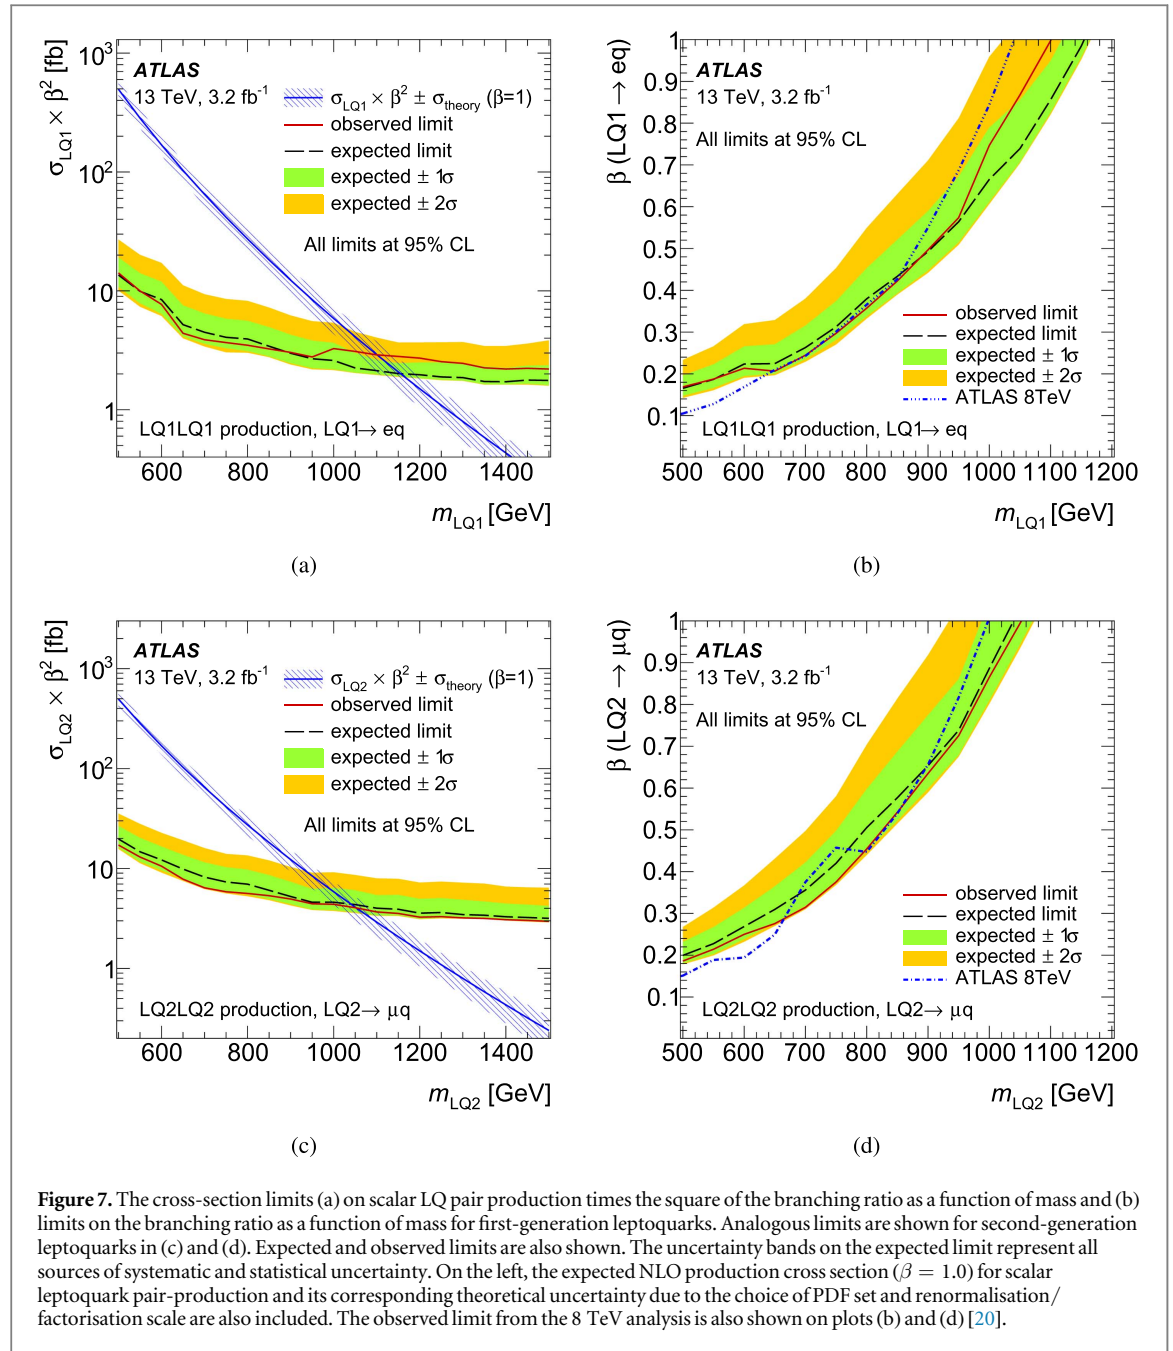 ATLAS
13 TeV, 3.2 fb⁻¹
σLQ1 × β² ± σtheory (β=1)
observed limit
expected limit
expected ± 1σ
expected ± 2σ
All limits at 95% CL
LQ1LQ1 production, LQ1→ eq
σLQ1 × β² [fb]
10³
10²
10
1
600 800 1000 1200 1400
mLQ1 [GeV]
(a)
ATLAS
13 TeV, 3.2 fb⁻¹
All limits at 95% CL
observed limit
expected limit
expected ± 1σ
expected ± 2σ
ATLAS 8TeV
LQ1LQ1 production, LQ1→ eq
β (LQ1 → eq)
1
0.9
0.8
0.7
0.6
0.5
0.4
0.3
0.2
0.1
500 600 700 800 900 1000 1100 1200
mLQ1 [GeV]
(b)
ATLAS
13 TeV, 3.2 fb⁻¹
σLQ2 × β² ± σtheory (β=1)
observed limit
expected limit
expected ± 1σ
expected ± 2σ
All limits at 95% CL
LQ2LQ2 production, LQ2→ μq
σLQ2 × β² [fb]
10³
10²
10
1
600 800 1000 1200 1400
mLQ2 [GeV]
(c)
ATLAS
13 TeV, 3.2 fb⁻¹
All limits at 95% CL
observed limit
expected limit
expected ± 1σ
expected ± 2σ
ATLAS 8TeV
LQ2LQ2 production, LQ2→ μq
β (LQ2 → μq)
1
0.9
0.8
0.7
0.6
0.5
0.4
0.3
0.2
0.1
500 600 700 800 900 1000 1100 1200
mLQ2 [GeV]
(d)
Figure 7. The cross-section limits (a) on scalar LQ pair production times the square of the branching ratio as a function of mass and (b)
limits on the branching ratio as a function of mass for first-generation leptoquarks. Analogous limits are shown for second-generation
leptoquarks in (c) and (d). Expected and observed limits are also shown. The uncertainty bands on the expected limit represent all
sources of systematic and statistical uncertainty. On the left, the expected NLO production cross section (β = 1.0) for scalar
leptoquark pair-production and its corresponding theoretical uncertainty due to the choice of PDF set and renormalisation/
factorisation scale are also included. The observed limit from the 8 TeV analysis is also shown on plots (b) and (d) [20].